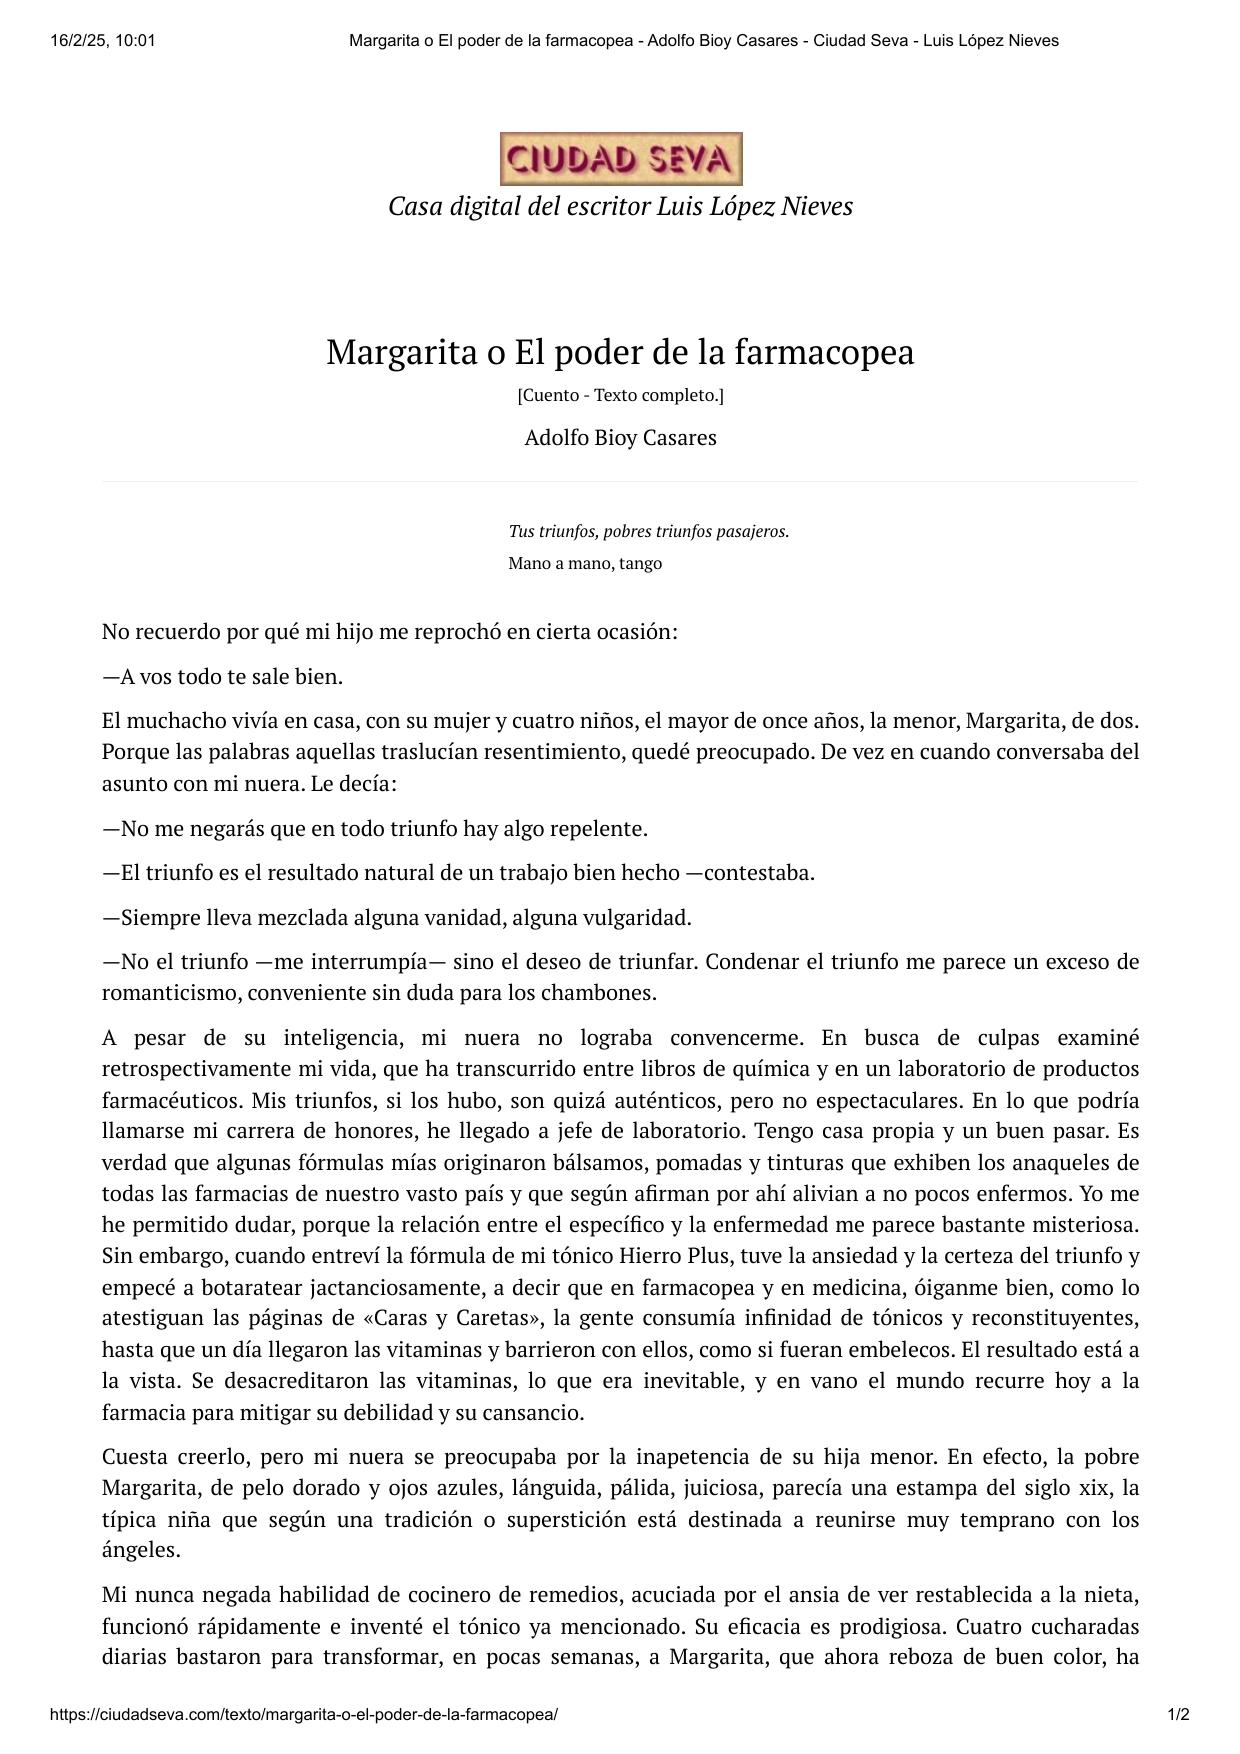 16/2/25, 10:01
Margarita o El poder de la farmacopea - Adolfo Bioy Casares - Ciudad Seva - Luis López Nieves
CIUDAD SEVA
Casa digital del escritor Luis López Nieves
Margarita o El poder de la farmacopea
[Cuento - Texto completo.]
Adolfo Bioy Casares
Tus triunfos, pobres triunfos pasajeros.
Mano a mano, tango
No recuerdo por qué mi hijo me reprochó en cierta ocasión:
—A vos todo te sale bien.
El muchacho vivía en casa, con su mujer y cuatro niños, el mayor de once años, la menor, Margarita, de dos.
Porque las palabras aquellas traslucían resentimiento, quedé preocupado. De vez en cuando conversaba del
asunto con mi nuera. Le decía:
—No me negarás que en todo triunfo hay algo repelente.
—El triunfo es el resultado natural de un trabajo bien hecho —contestaba.
—Siempre lleva mezclada alguna vanidad, alguna vulgaridad.
—No el triunfo —me interrumpía— sino el deseo de triunfar. Condenar el triunfo me parece un exceso de
romanticismo, conveniente sin duda para los chambones.
A pesar de su inteligencia, mi nuera no lograba convencerme. En busca de culpas examiné
retrospectivamente mi vida, que ha transcurrido entre libros de química y en un laboratorio de productos
farmacéuticos. Mis triunfos, si los hubo, son quizá auténticos, pero no espectaculares. En lo que podría
llamarse mi carrera de honores, he llegado a jefe de laboratorio. Tengo casa propia y un buen pasar. Es
verdad que algunas fórmulas mías originaron bálsamos, pomadas y tinturas que exhiben los anaqueles de
todas las farmacias de nuestro vasto país y que según afirman por ahí alivian a no pocos enfermos. Yo me
he permitido dudar, porque la relación entre el específico y la enfermedad me parece bastante misteriosa.
Sin embargo, cuando entreví la fórmula de mi tónico Hierro Plus, tuve la ansiedad y la certeza del triunfo y
empecé a botaratear jactanciosamente, a decir que en farmacopea y en medicina, óiganme bien, como lo
atestiguan las páginas de «Caras y Caretas», la gente consumía infinidad de tónicos y reconstituyentes,
hasta que un día llegaron las vitaminas y barrieron con ellos, como si fueran embelecos. El resultado está a
la vista. Se desacreditaron las vitaminas, lo que era inevitable, y en vano el mundo recurre hoy a la
farmacia para mitigar su debilidad y su cansancio.
Cuesta creerlo, pero mi nuera se preocupaba por la inapetencia de su hija menor. En efecto, la pobre
Margarita, de pelo dorado y ojos azules, lánguida, pálida, juiciosa, parecía una estampa del siglo xix, la
típica niña que según una tradición o superstición está destinada a reunirse muy temprano con los
ángeles.
Mi nunca negada habilidad de cocinero de remedios, acuciada por el ansia de ver restablecida a la nieta,
funcionó rápidamente e inventé el tónico ya mencionado. Su eficacia es prodigiosa. Cuatro cucharadas
diarias bastaron para transformar, en pocas semanas, a Margarita, que ahora reboza de buen color, ha
https://ciudadseva.com/texto/margarita-o-el-poder-de-la-farmacopea/
1/2